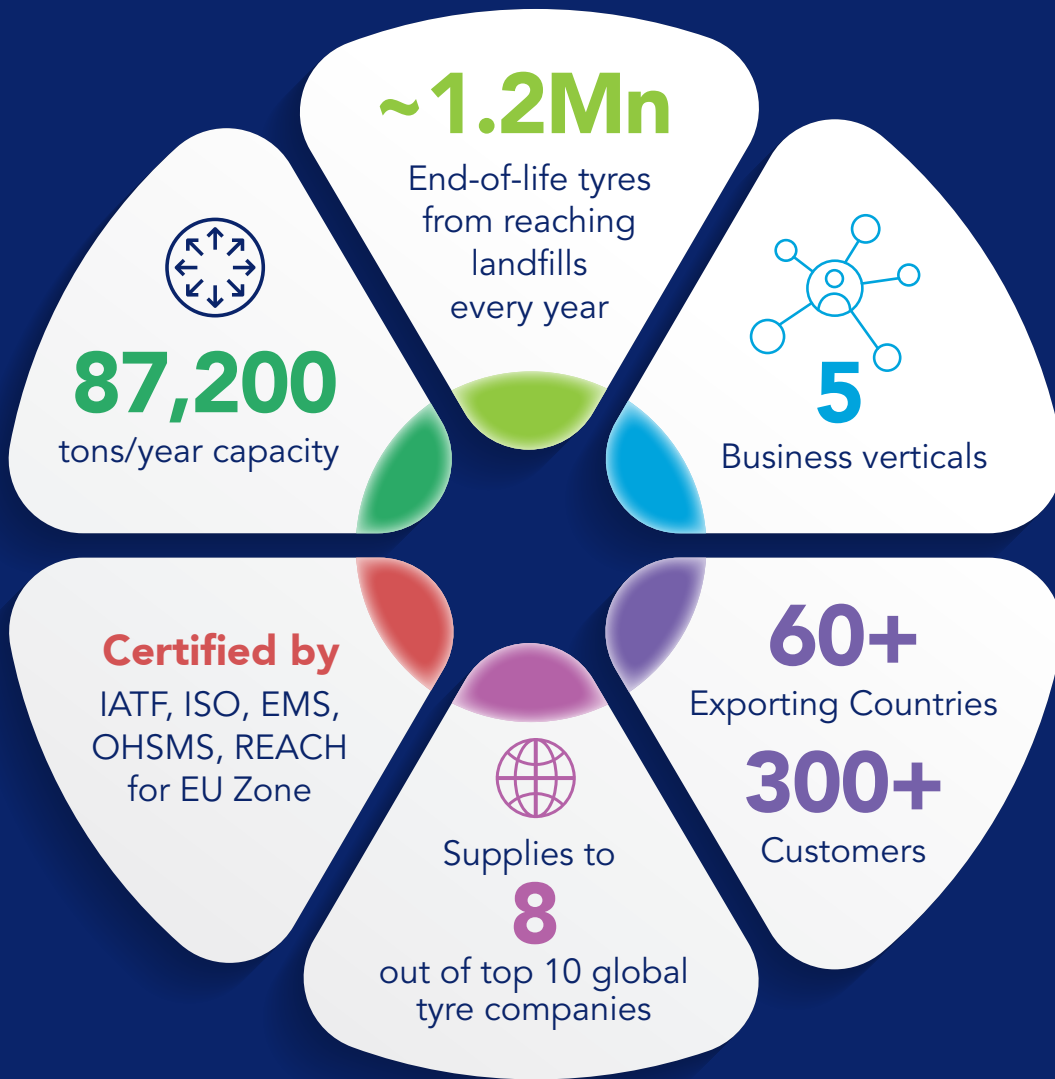 ~1.2Mn
End-of-life tyres
from reaching
landfills
every year
87,200
tons/year capacity
5
Business verticals
Certified by
IATF, ISO, EMS,
OHSMS, REACH
for EU Zone
60+
Exporting Countries
300+
Customers
Supplies to
8
out of top 10 global
tyre companies